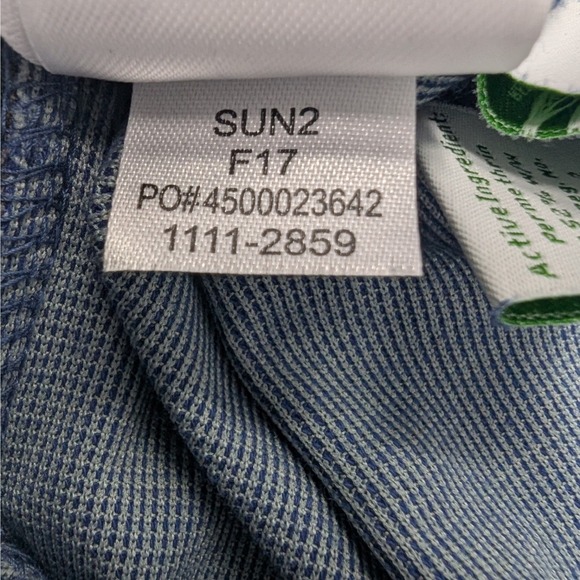 SUN2
F17
PO#4500023642
1111-2859
Active Ingredient: